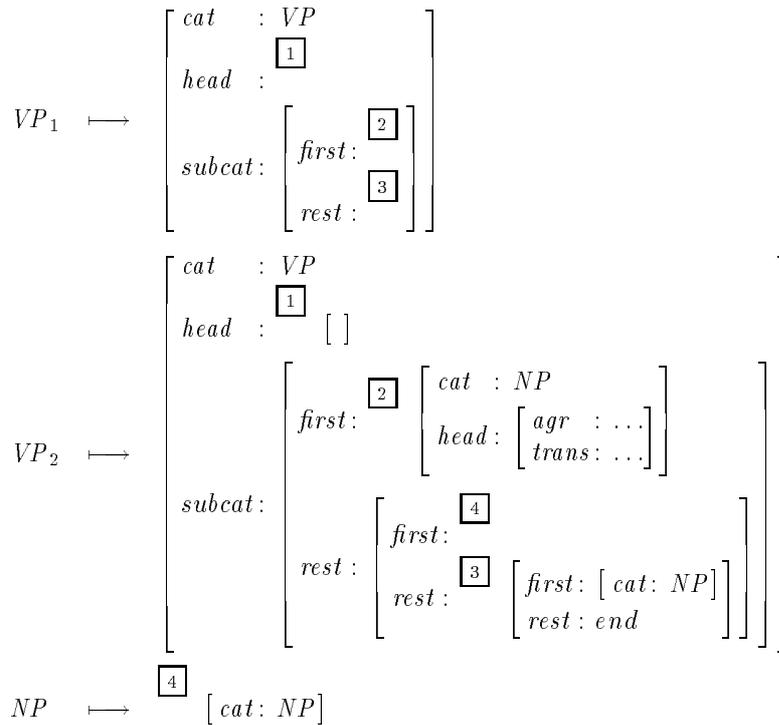 cat : VP
1
head :
VP1 ⟼
2
first :
subcat :
3
rest :
cat : VP
1
head : [ ]
cat : NP
2
first :
agr : ...
head :
trans : ...
VP2 ⟼
subcat :
4
first :
rest :
3
first : [ cat : NP ]
rest :
rest : end
4
NP ⟼ [ cat : NP ]